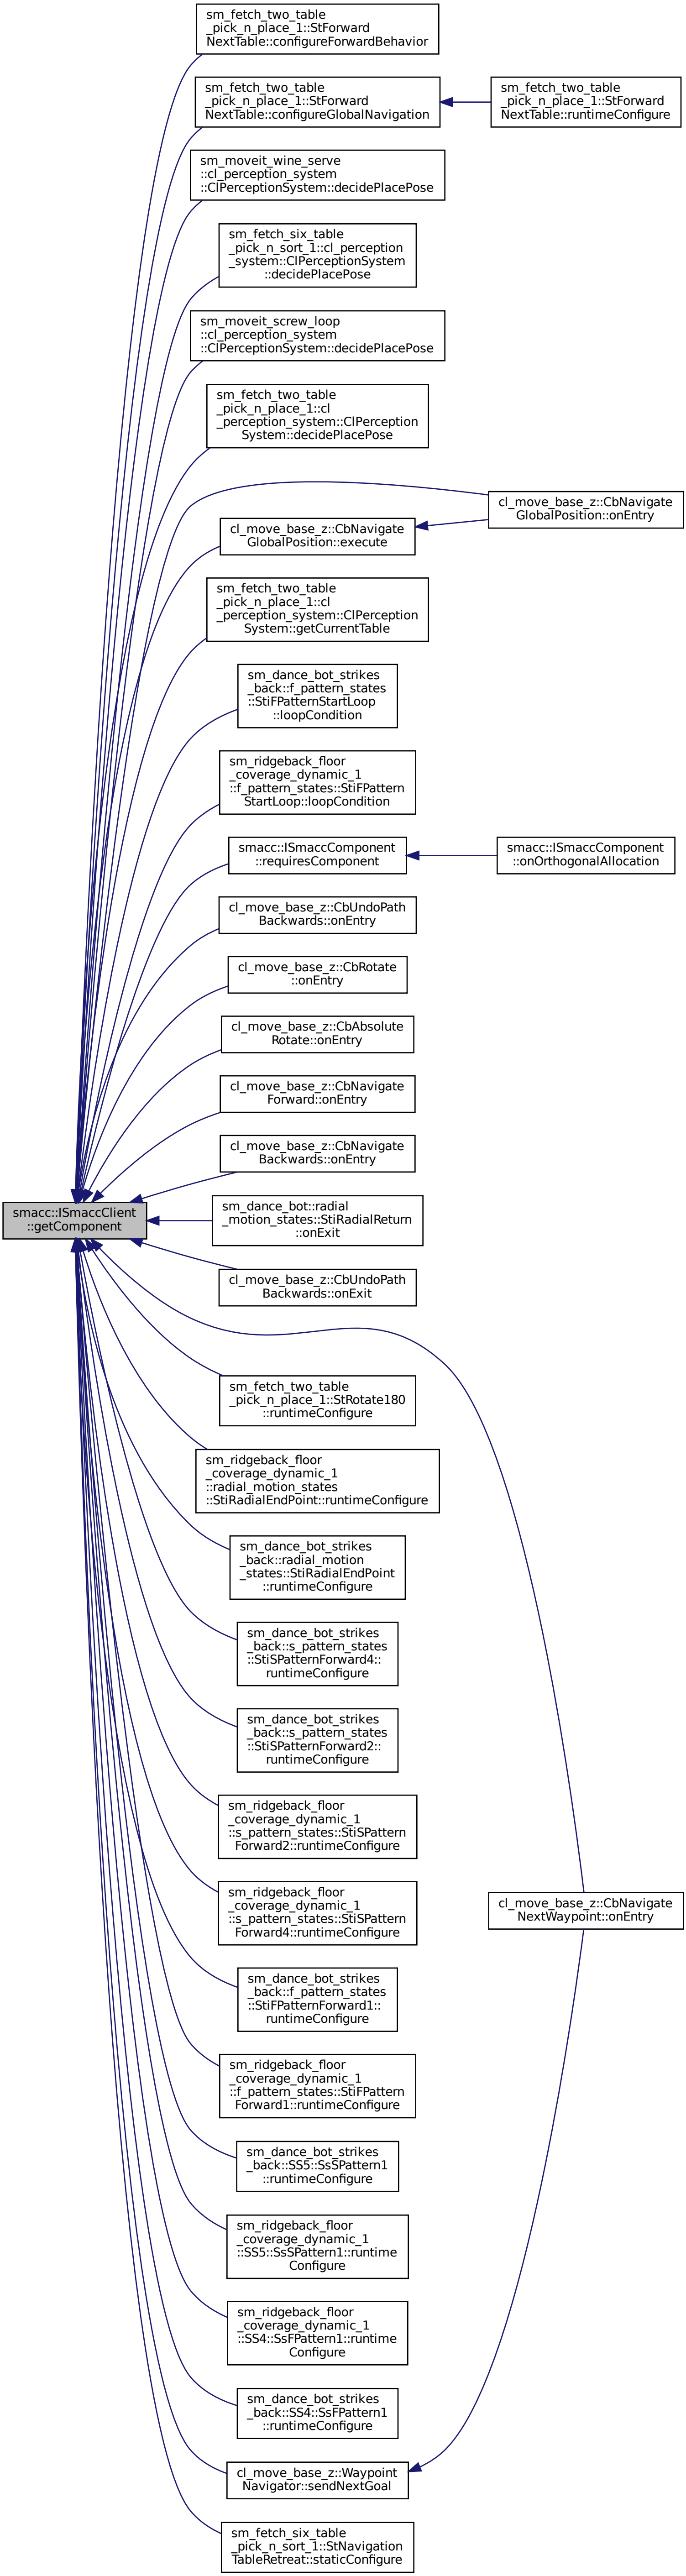 sm_fetch_two_table
_pick_n_place_1::StForward
NextTable::configureForwardBehavior
sm_fetch_two_table
_pick_n_place_1::StForward
NextTable::configureGlobalNavigation
sm_fetch_two_table
_pick_n_place_1::StForward
NextTable::runtimeConfigure
sm_moveit_wine_serve
::cl_perception_system
::ClPerceptionSystem::decidePlacePose
sm_fetch_six_table
_pick_n_sort_1::cl_perception
_system::ClPerceptionSystem
::decidePlacePose
sm_moveit_screw_loop
::cl_perception_system
::ClPerceptionSystem::decidePlacePose
sm_fetch_two_table
_pick_n_place_1::cl
_perception_system::ClPerception
System::decidePlacePose
cl_move_base_z::CbNavigate
GlobalPosition::onEntry
cl_move_base_z::CbNavigate
GlobalPosition::execute
sm_fetch_two_table
_pick_n_place_1::cl
_perception_system::ClPerception
System::getCurrentTable
sm_dance_bot_strikes
_back::f_pattern_states
::StiFPatternStartLoop
::loopCondition
sm_ridgeback_floor
_coverage_dynamic_1
::f_pattern_states::StiFPattern
StartLoop::loopCondition
smacc::ISmaccComponent
::requiresComponent
smacc::ISmaccComponent
::onOrthogonalAllocation
cl_move_base_z::CbUndoPath
Backwards::onEntry
cl_move_base_z::CbRotate
::onEntry
cl_move_base_z::CbAbsolute
Rotate::onEntry
cl_move_base_z::CbNavigate
Forward::onEntry
cl_move_base_z::CbNavigate
Backwards::onEntry
smacc::ISmaccClient
::getComponent
sm_dance_bot::radial
_motion_states::StiRadialReturn
::onExit
cl_move_base_z::CbUndoPath
Backwards::onExit
sm_fetch_two_table
_pick_n_place_1::StRotate180
::runtimeConfigure
sm_ridgeback_floor
_coverage_dynamic_1
::radial_motion_states
::StiRadialEndPoint::runtimeConfigure
sm_dance_bot_strikes
_back::radial_motion
_states::StiRadialEndPoint
::runtimeConfigure
sm_dance_bot_strikes
_back::s_pattern_states
::StiSPatternForward4::
runtimeConfigure
sm_dance_bot_strikes
_back::s_pattern_states
::StiSPatternForward2::
runtimeConfigure
sm_ridgeback_floor
_coverage_dynamic_1
::s_pattern_states::StiSPattern
Forward2::runtimeConfigure
sm_ridgeback_floor
_coverage_dynamic_1
::s_pattern_states::StiSPattern
Forward4::runtimeConfigure
cl_move_base_z::CbNavigate
NextWaypoint::onEntry
sm_dance_bot_strikes
_back::f_pattern_states
::StiFPatternForward1::
runtimeConfigure
sm_ridgeback_floor
_coverage_dynamic_1
::f_pattern_states::StiFPattern
Forward1::runtimeConfigure
sm_dance_bot_strikes
_back::SS5::SsSPattern1
::runtimeConfigure
sm_ridgeback_floor
_coverage_dynamic_1
::SS5::SsSPattern1::runtime
Configure
sm_ridgeback_floor
_coverage_dynamic_1
::SS4::SsFPattern1::runtime
Configure
sm_dance_bot_strikes
_back::SS4::SsFPattern1
::runtimeConfigure
cl_move_base_z::Waypoint
Navigator::sendNextGoal
sm_fetch_six_table
_pick_n_sort_1::StNavigation
TableRetreat::staticConfigure